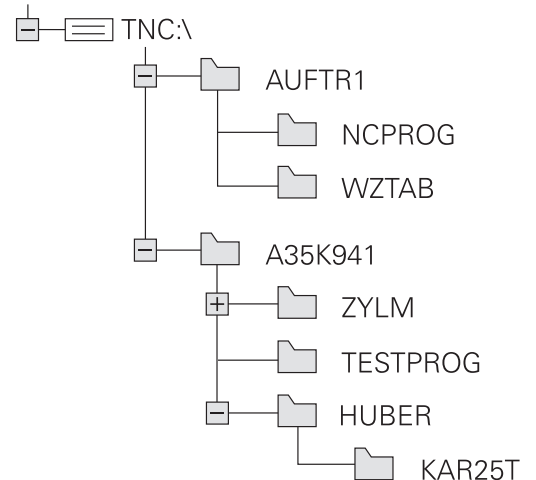 TNC:\
AUFTR1
NCPROG
WZTAB
A35K941
ZYLM
TESTPROG
HUBER
KAR25T